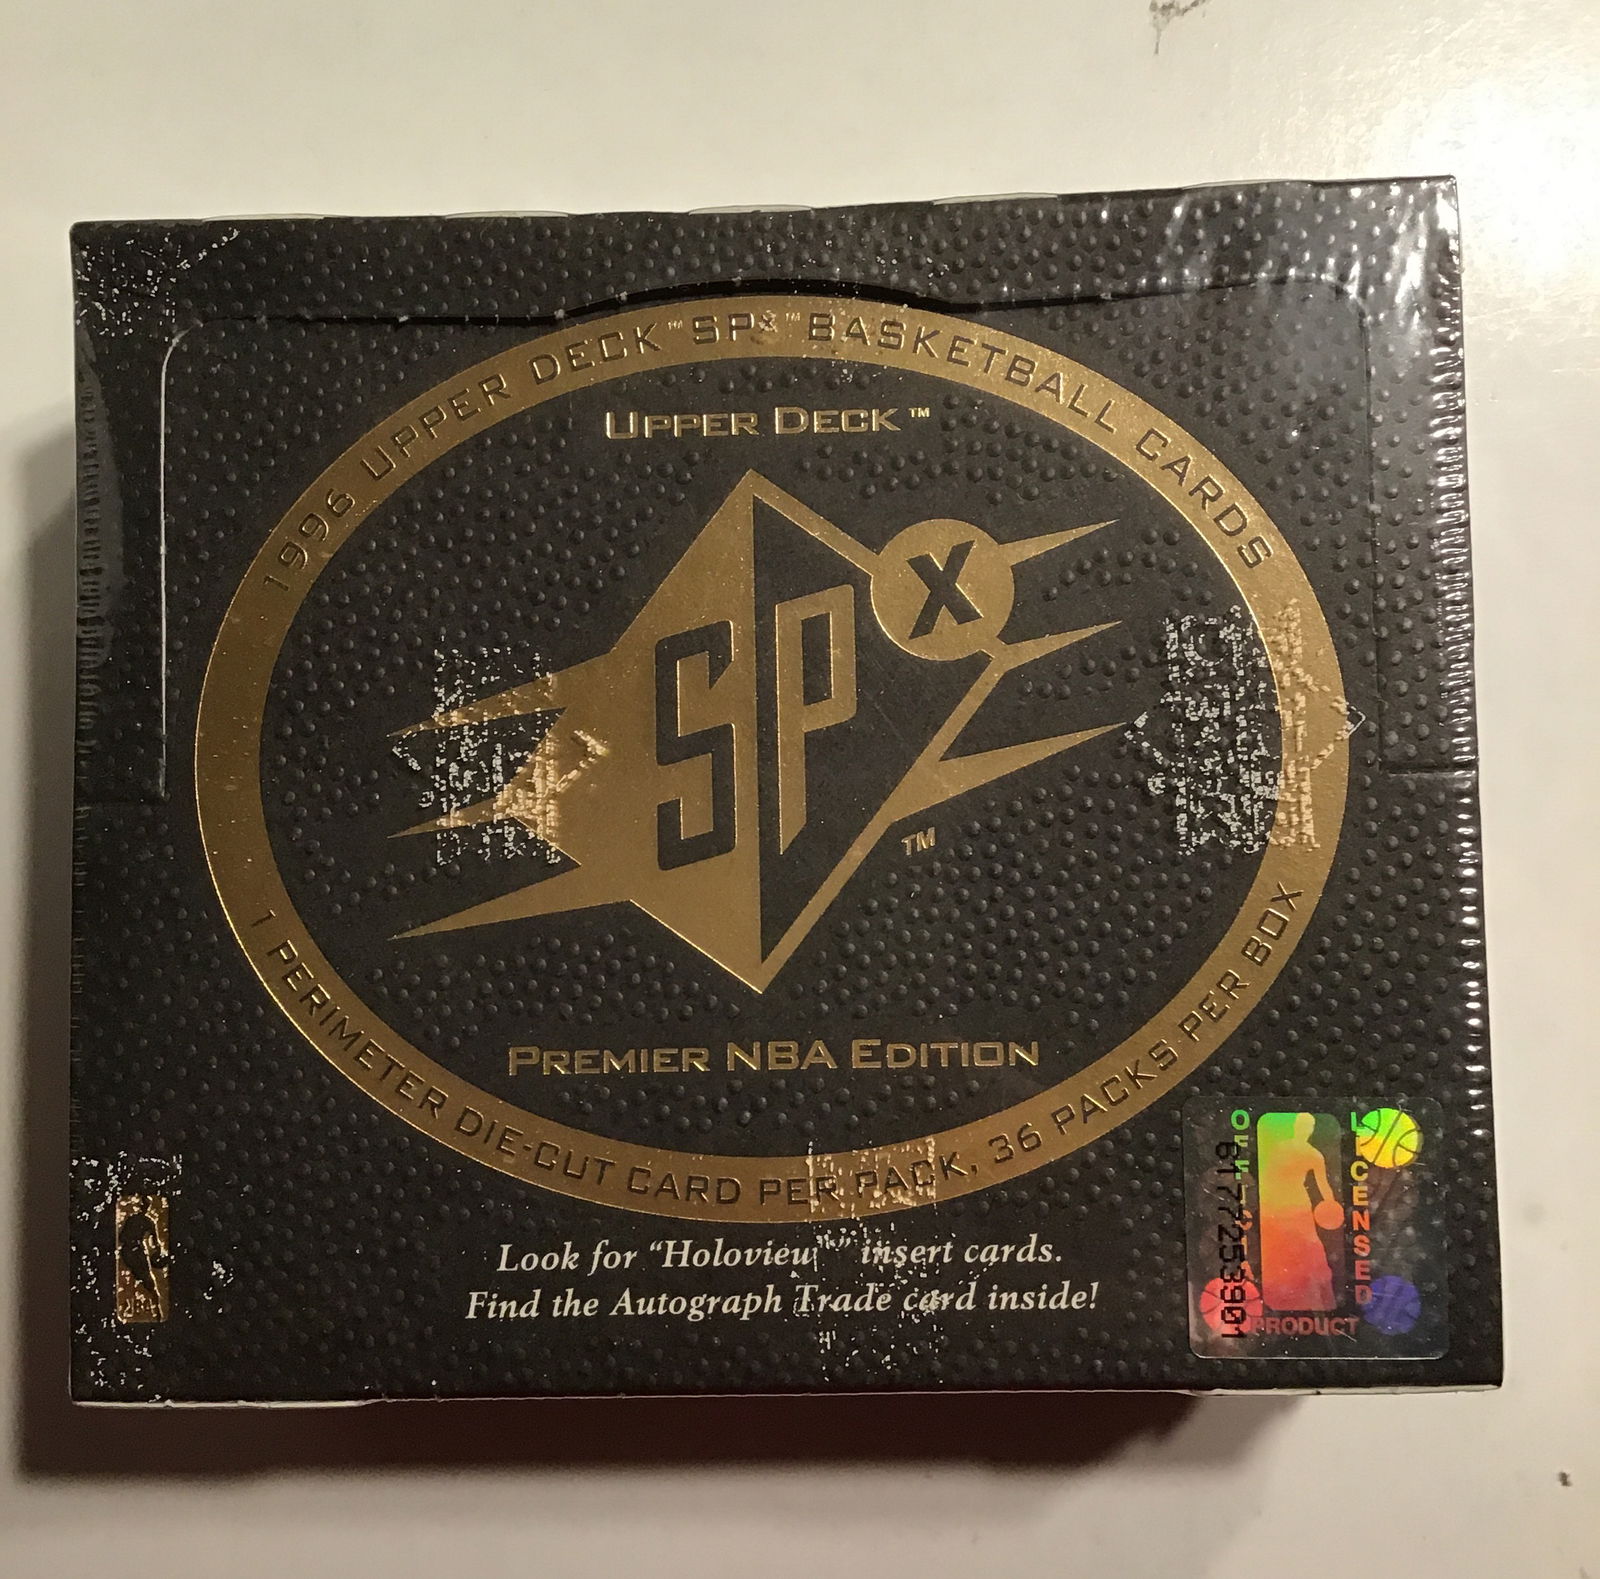 1996 UPPER DECK™ SPx™ BASKETBALL CARDS
UPPER DECK™
SP X
TM
PREMIER NBA EDITION
1 PERIMETER DIE-CUT CARD PER PACK, 36 PACKS PER BOX
Look for “Holoview™” insert cards.
Find the Autograph Trade card inside!
NBA
OFFICIAL
LICENSED
PRODUCT